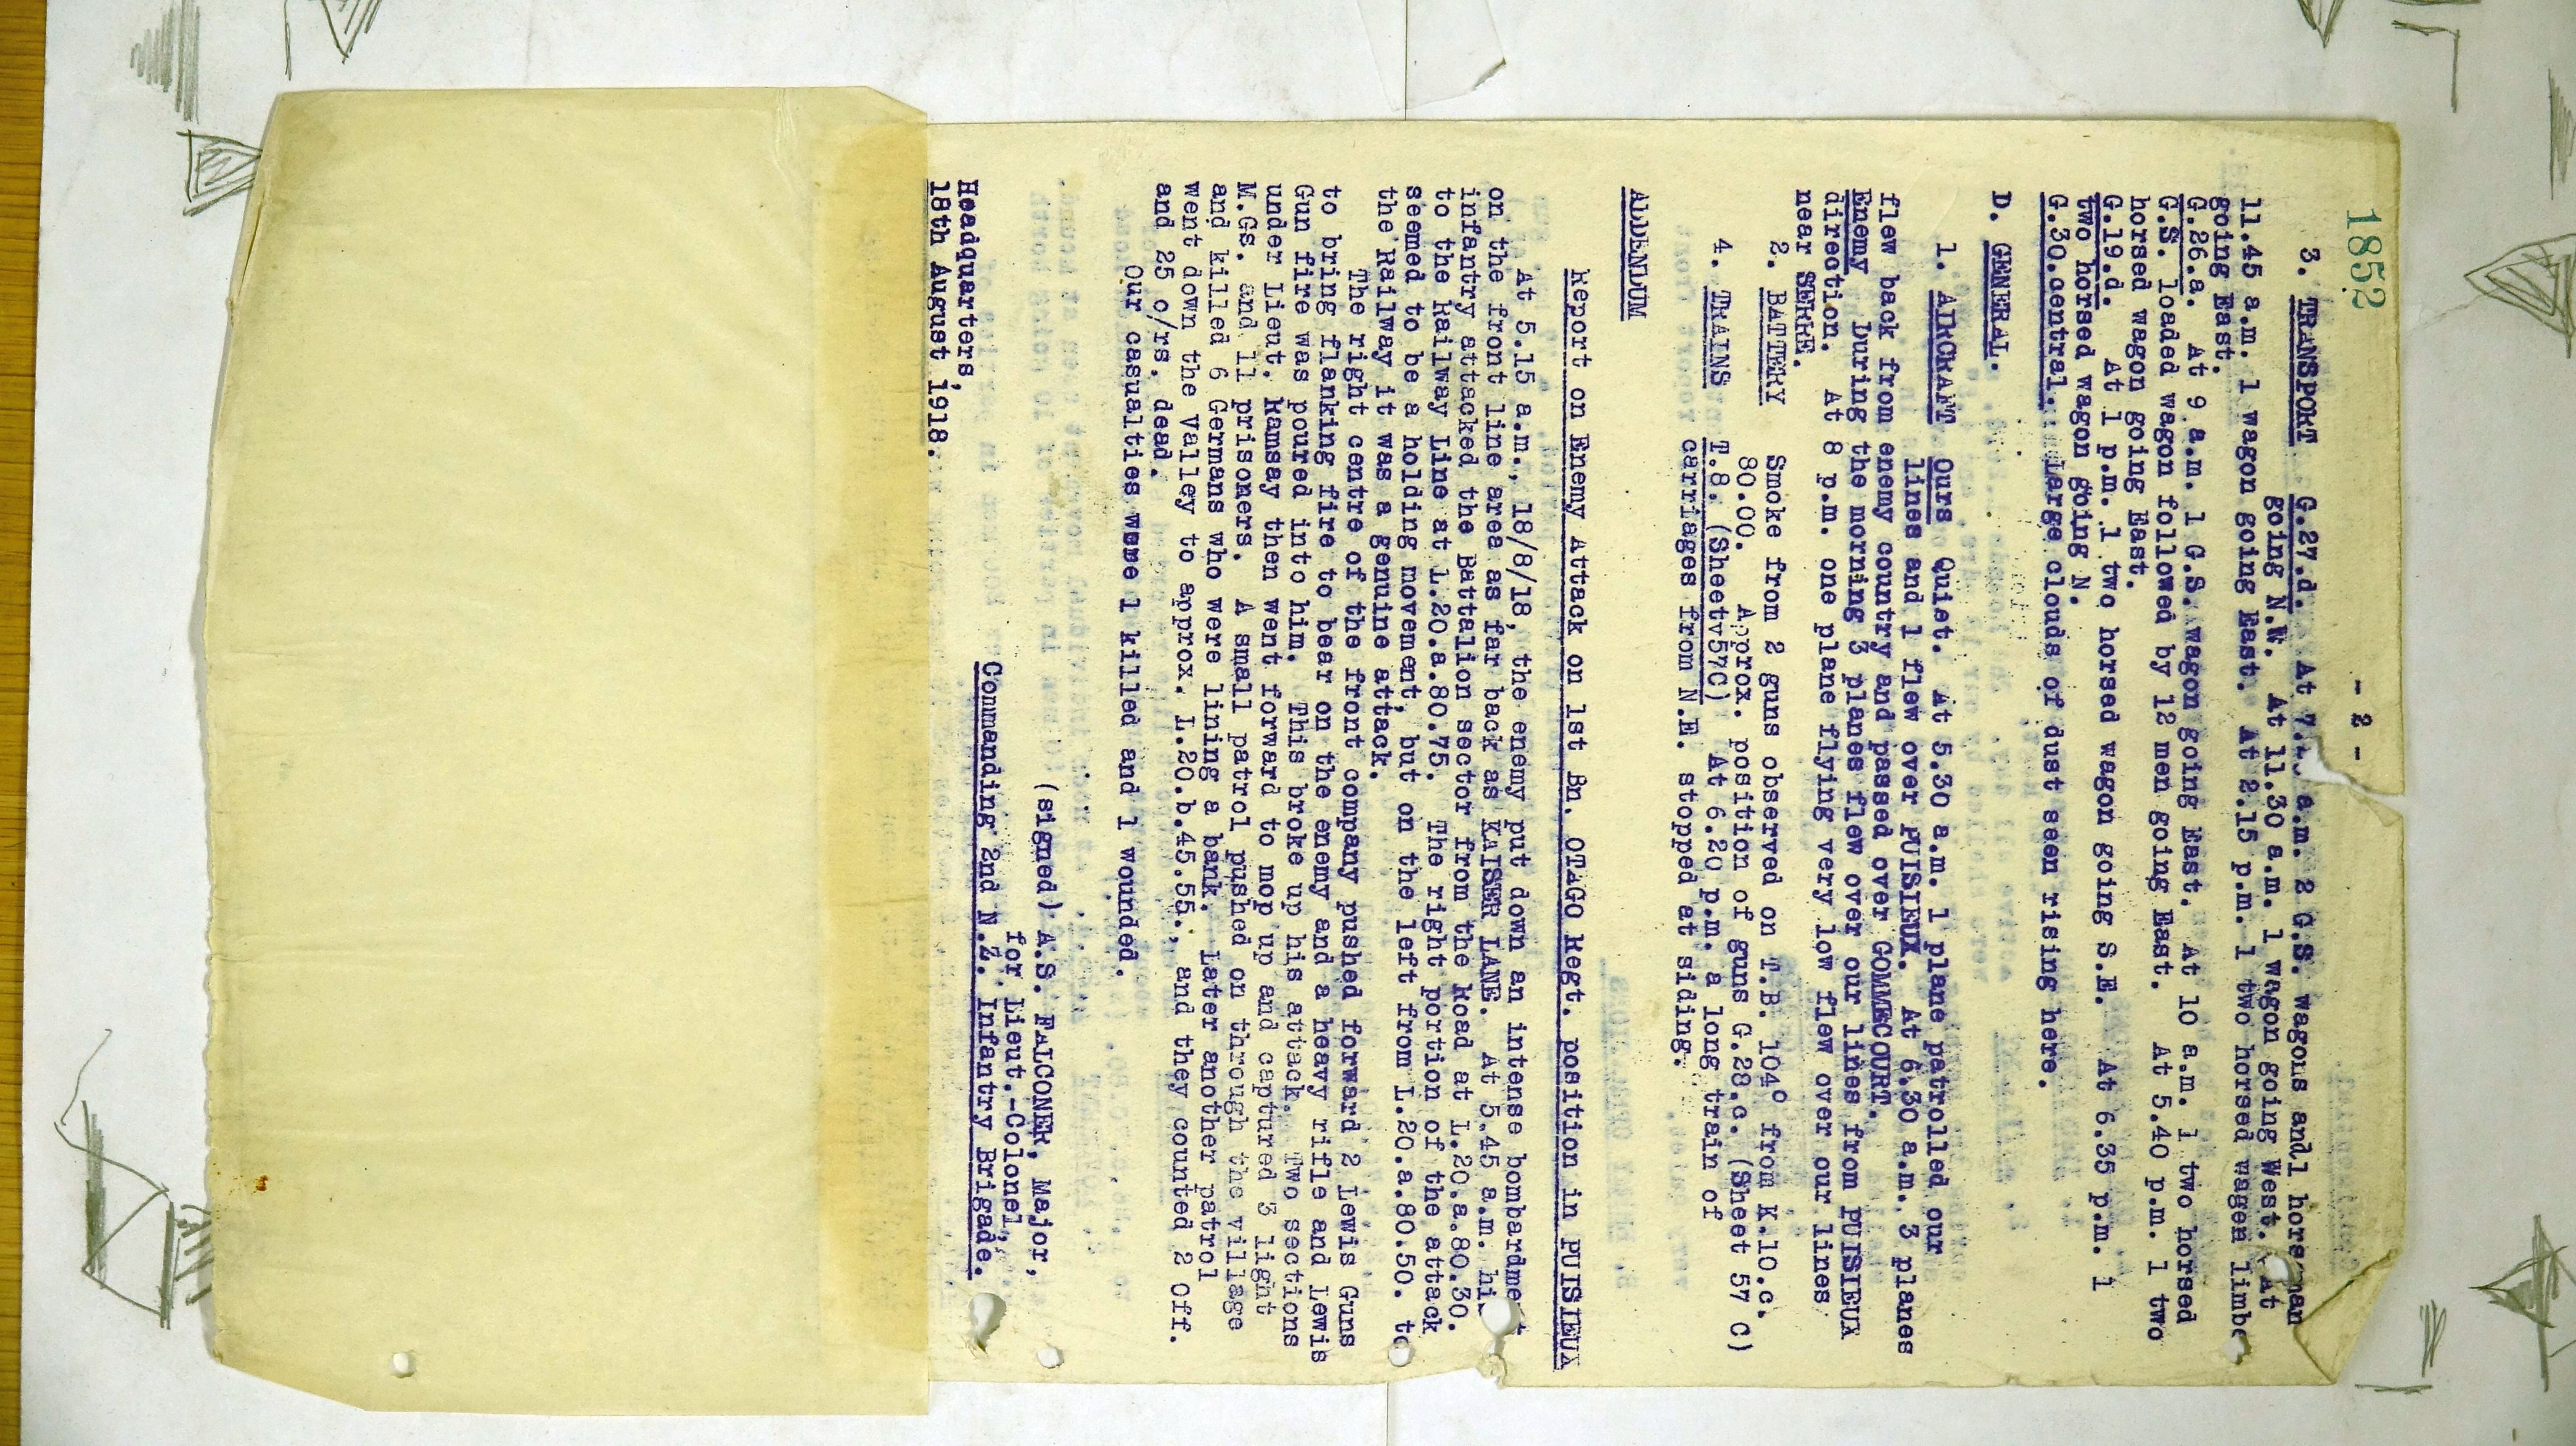 1852
- 2 -
3. TRANSPORT G.27.d. At a.m. 2 G.S. wagons and1 horseman
going N.W. At 11.30 a.m. 1 wagon going West. At
11.45 a.m. 1 wagon going East. At 2.15 p.m. 1 two horsed wagen
going East.
G.26.a. At 9 a.m. 1 G.S. wagon going East. At 10 a.m. 1 two horsed
G.S. loaded wagon followed by 12 men going East. At 5.40 p.m. 1 two
horsed wagon going East.
G.19.d. At 1 p.m. 1 two horsed wagon going S.E. At 6.35 p.m. 1
two horsed wagon going N.
G.30.central. Large clouds of dust seen rising here.
D. GENERAL.
1. AIRCRAFT Ours Quiet. At 5.30 a.m. 1 plane patrolled our
lines and 1 flew over PUISIEUX. At 6.30 a.m. 3 planes
flew back from enemy country and passed over GOMMECOURT.
Enemy During the morning 3 planes flew over our lines from PUISIEUX
direction. At 8 p.m. one plane flying very low flew over our lines
near SERRE.
2. BATTERY Smoke from 2 guns observed on T.B. 104° from K.10.c.
80.00. Approx. position of guns G.28.c. (Sheet 57 C)
4. TRAINS T.8. (Sheetv57C) At 6.20 p.m. a long train of
carriages from N.E. stopped at siding.
ADDENDUM
Report on Enemy Attack on 1st Bn. OTAGO Regt. position in PUISIEUX
At 5.15 a.m., 18/8/18, the enemy put down an intense bombardment
on the front line area as far back as KAISER LANE. At 5.45 a.m. his
infantry attacked the Battalion sector from the Road at L.20.a.80.30.
to the Railway Line at L.20.a.80.75. The right portion of the attack
seemed to be a holding movement, but on the left from L.20.a.80.50. to
the Railway it was a genuine attack.
The right centre of the front company pushed forward 2 Lewis Guns
to bring flanking fire to bear on the enemy and a heavy rifle and Lewis
Gun fire was poured into him. This broke up his attack. Two sections
under Lieut. Ramsay then went forward to mop up and captured 3 light
M.Gs. and 11 prisoners. A small patrol pushed on through the village
and killed 6 Germans who were lining a bank. Later another patrol
went down the Valley to approx. L.20.b.45.55., and they counted 2 Off.
and 25 o/rs. dead.
Our casualties were 1 killed and 1 wounded.
(signed) A.S. FALCONER, Major,
for Lieut.-Colonel,
Commanding 2nd N.Z. Infantry Brigade.
Headquarters,
18th August 1918.